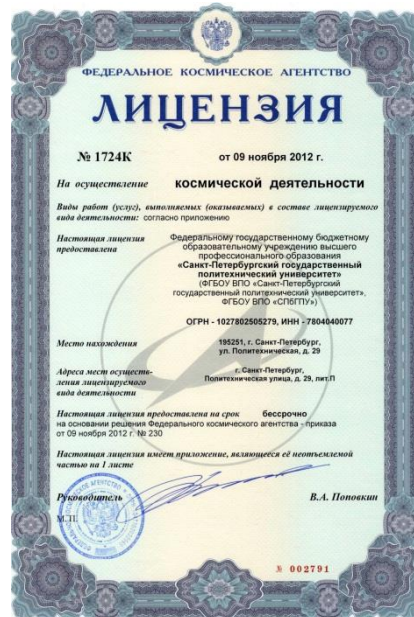 ФЕДЕРАЛЬНОЕ КОСМИЧЕСКОЕ АГЕНТСТВО
ЛИЦЕНЗИЯ
№ 1724К от 09 ноября 2012 г.
На осуществление космической деятельности
Виды работ (услуг), выполняемых (оказываемых) в составе лицензируемого
вида деятельности: согласно приложению
Настоящая лицензия
предоставлена
Федеральному государственному бюджетному
образовательному учреждению высшего
профессионального образования
«Санкт-Петербургский государственный
политехнический университет»
(ФГБОУ ВПО «Санкт-Петербургский
государственный политехнический университет»,
ФГБОУ ВПО «СПбГПУ»)
ОГРН - 1027802505279, ИНН - 7804040077
Место нахождения
195251, г. Санкт-Петербург,
ул. Политехническая, д. 29
Адреса мест осуществ-
ления лицензируемого
вида деятельности
г. Санкт-Петербург,
Политехническая улица, д. 29, лит.П
Настоящая лицензия предоставлена на срок бессрочно
на основании решения Федерального космического агентства - приказа
от 09 ноября 2012 г. № 230
Настоящая лицензия имеет приложение, являющееся её неотъемлемой
частью на 1 листе
Руководитель В.А. Поповкин
М.П.
№ 002791